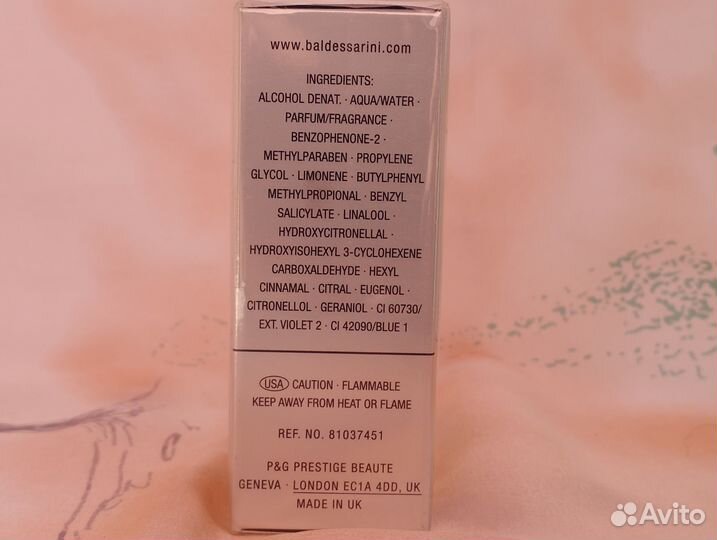 www.baldessarini.com
INGREDIENTS:
ALCOHOL DENAT. · AQUA/WATER ·
PARFUM/FRAGRANCE ·
BENZOPHENONE-2 ·
METHYLPARABEN · PROPYLENE
GLYCOL · LIMONENE · BUTYLPHENYL
METHYLPROPIONAL · BENZYL
SALICYLATE · LINALOOL ·
HYDROXYCITRONELLAL ·
HYDROXYISOHEXYL 3-CYCLOHEXENE
CARBOXALDEHYDE · HEXYL
CINNAMAL · CITRAL · EUGENOL ·
CITRONELLOL · GERANIOL · CI 60730/
EXT. VIOLET 2 · CI 42090/BLUE 1
USA CAUTION · FLAMMABLE
KEEP AWAY FROM HEAT OR FLAME
REF. NO. 81037451
P&G PRESTIGE BEAUTE
GENEVA · LONDON EC1A 4DD, UK
MADE IN UK
Avito